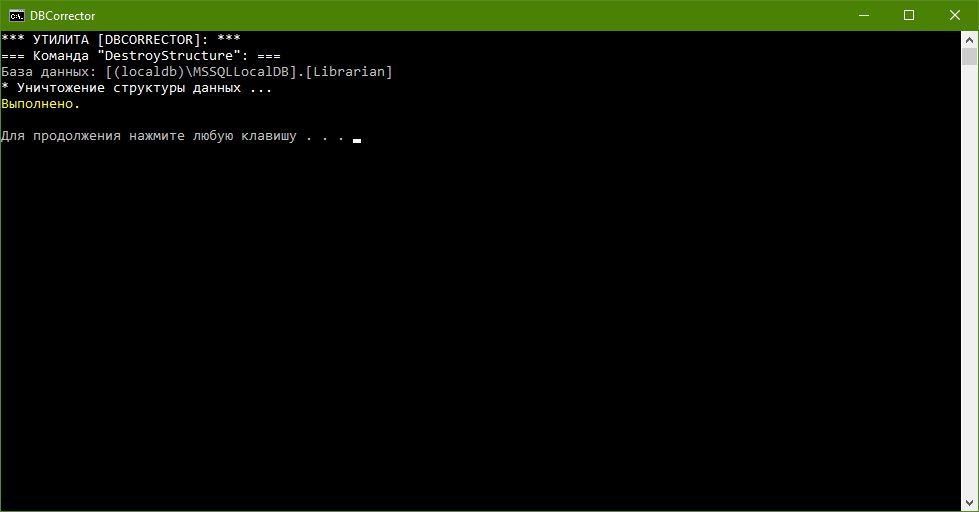 DBCorrector
*** УТИЛИТА [DBCORRECTOR]: ***
=== Команда "DestroyStructure": ===
База данных: [(localdb)\MSSQLLocalDB].[Librarian]
* Уничтожение структуры данных ...
Выполнено.
Для продолжения нажмите любую клавишу . . .